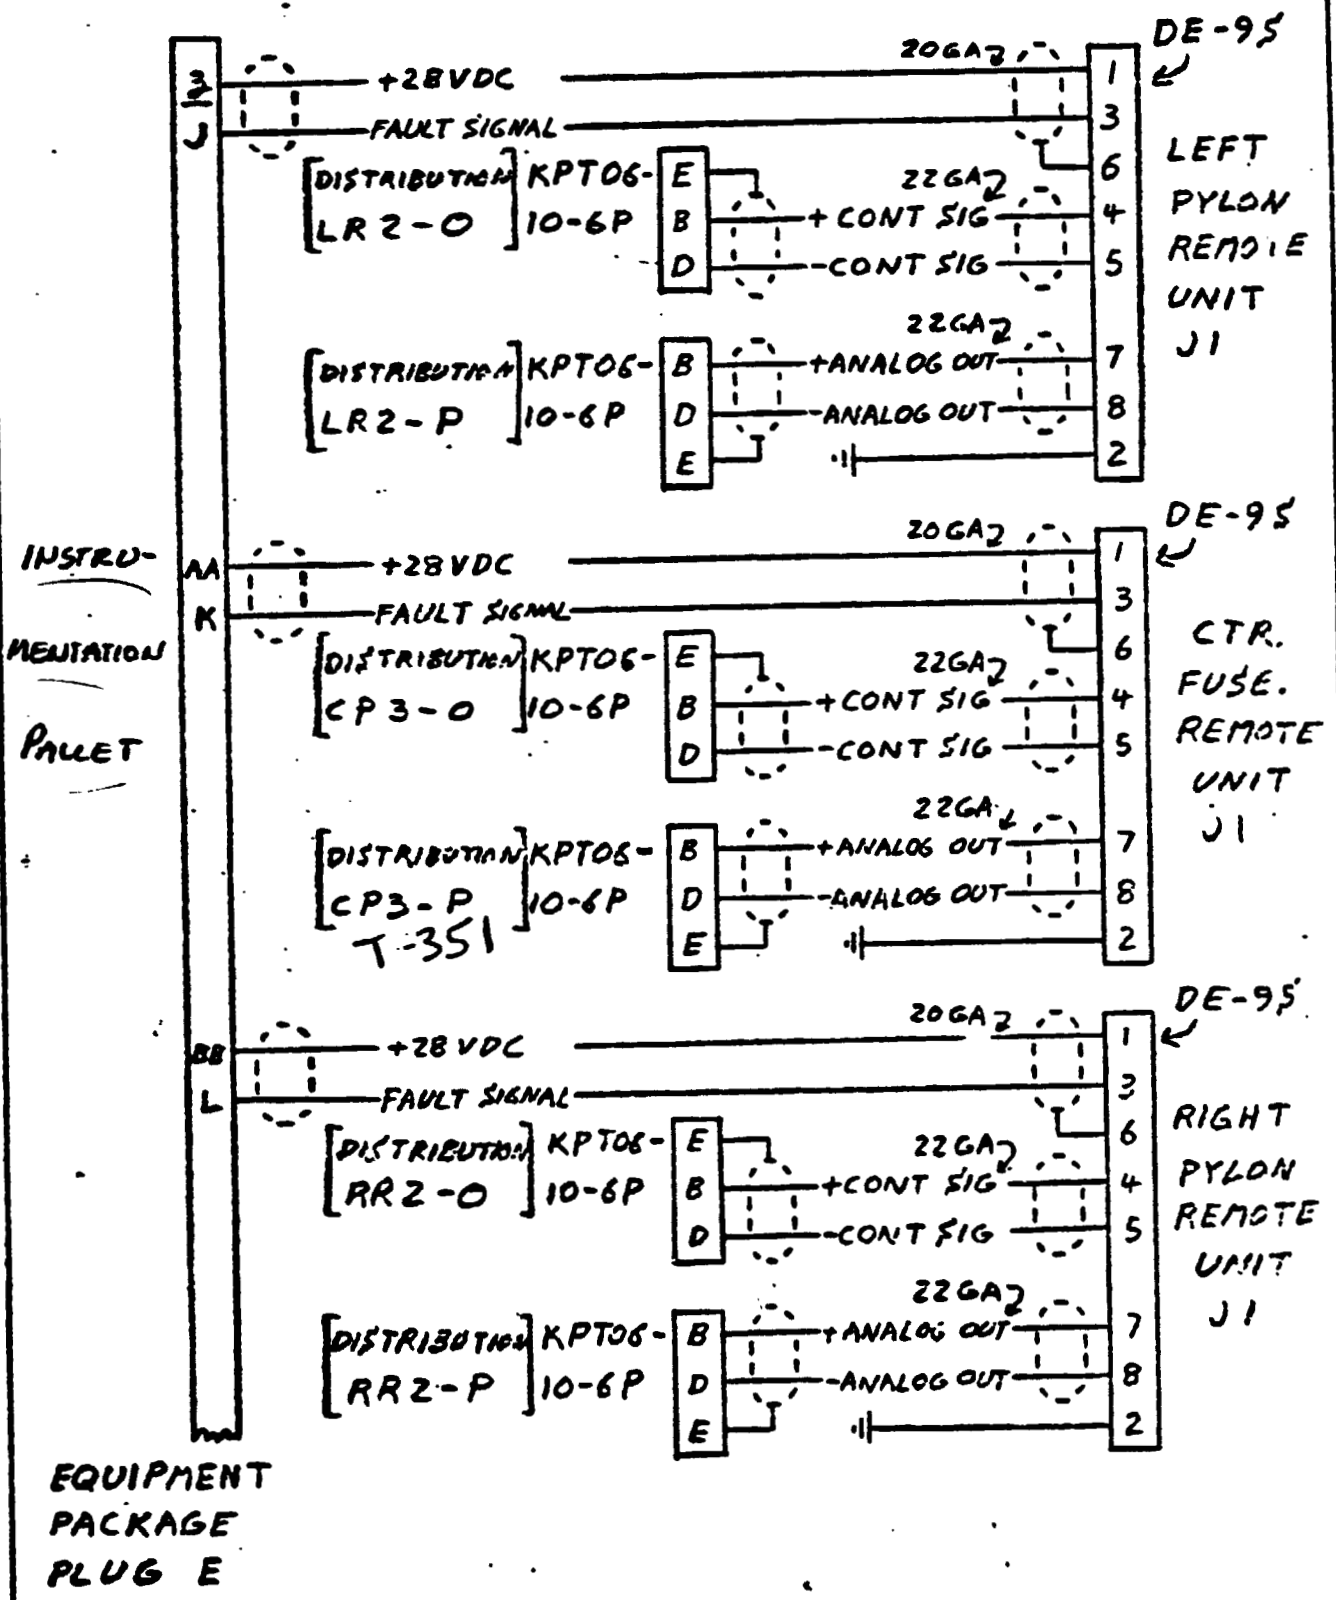 DE-9S
20GA
+28VDC
1
J
FAULT SIGNAL
3
6
LEFT
PYLON
REMOTE
UNIT
J1
[DISTRIBUTION] KPT06-
LR2-O 10-6P
E
B
D
22GA
+ CONT SIG
4
-CONT SIG
5
22GA
[DISTRIBUTION] KPT06-
LR2-P 10-6P
B
D
E
+ANALOG OUT
7
-ANALOG OUT
8
2
INSTRU-
MENTATION
PALLET
DE-9S
20GA
AA
+28VDC
1
K
FAULT SIGNAL
3
6
CTR.
FUSE.
REMOTE
UNIT
J1
[DISTRIBUTION] KPT06-
CP3-O 10-6P
E
B
D
22GA
+CONT SIG
4
-CONT SIG
5
22GA
[DISTRIBUTION] KPT06-
CP3-P 10-6P
T-351
B
D
E
+ANALOG OUT
7
-ANALOG OUT
8
2
DE-9S
20GA
BB
+28VDC
1
L
FAULT SIGNAL
3
6
RIGHT
PYLON
REMOTE
UNIT
J1
[DISTRIBUTION] KPT06-
RR2-O 10-6P
E
B
D
22GA
+CONT SIG
4
-CONT SIG
5
22GA
[DISTRIBUTION] KPT06-
RR2-P 10-6P
B
D
E
+ANALOG OUT
7
-ANALOG OUT
8
2
EQUIPMENT
PACKAGE
PLUG E